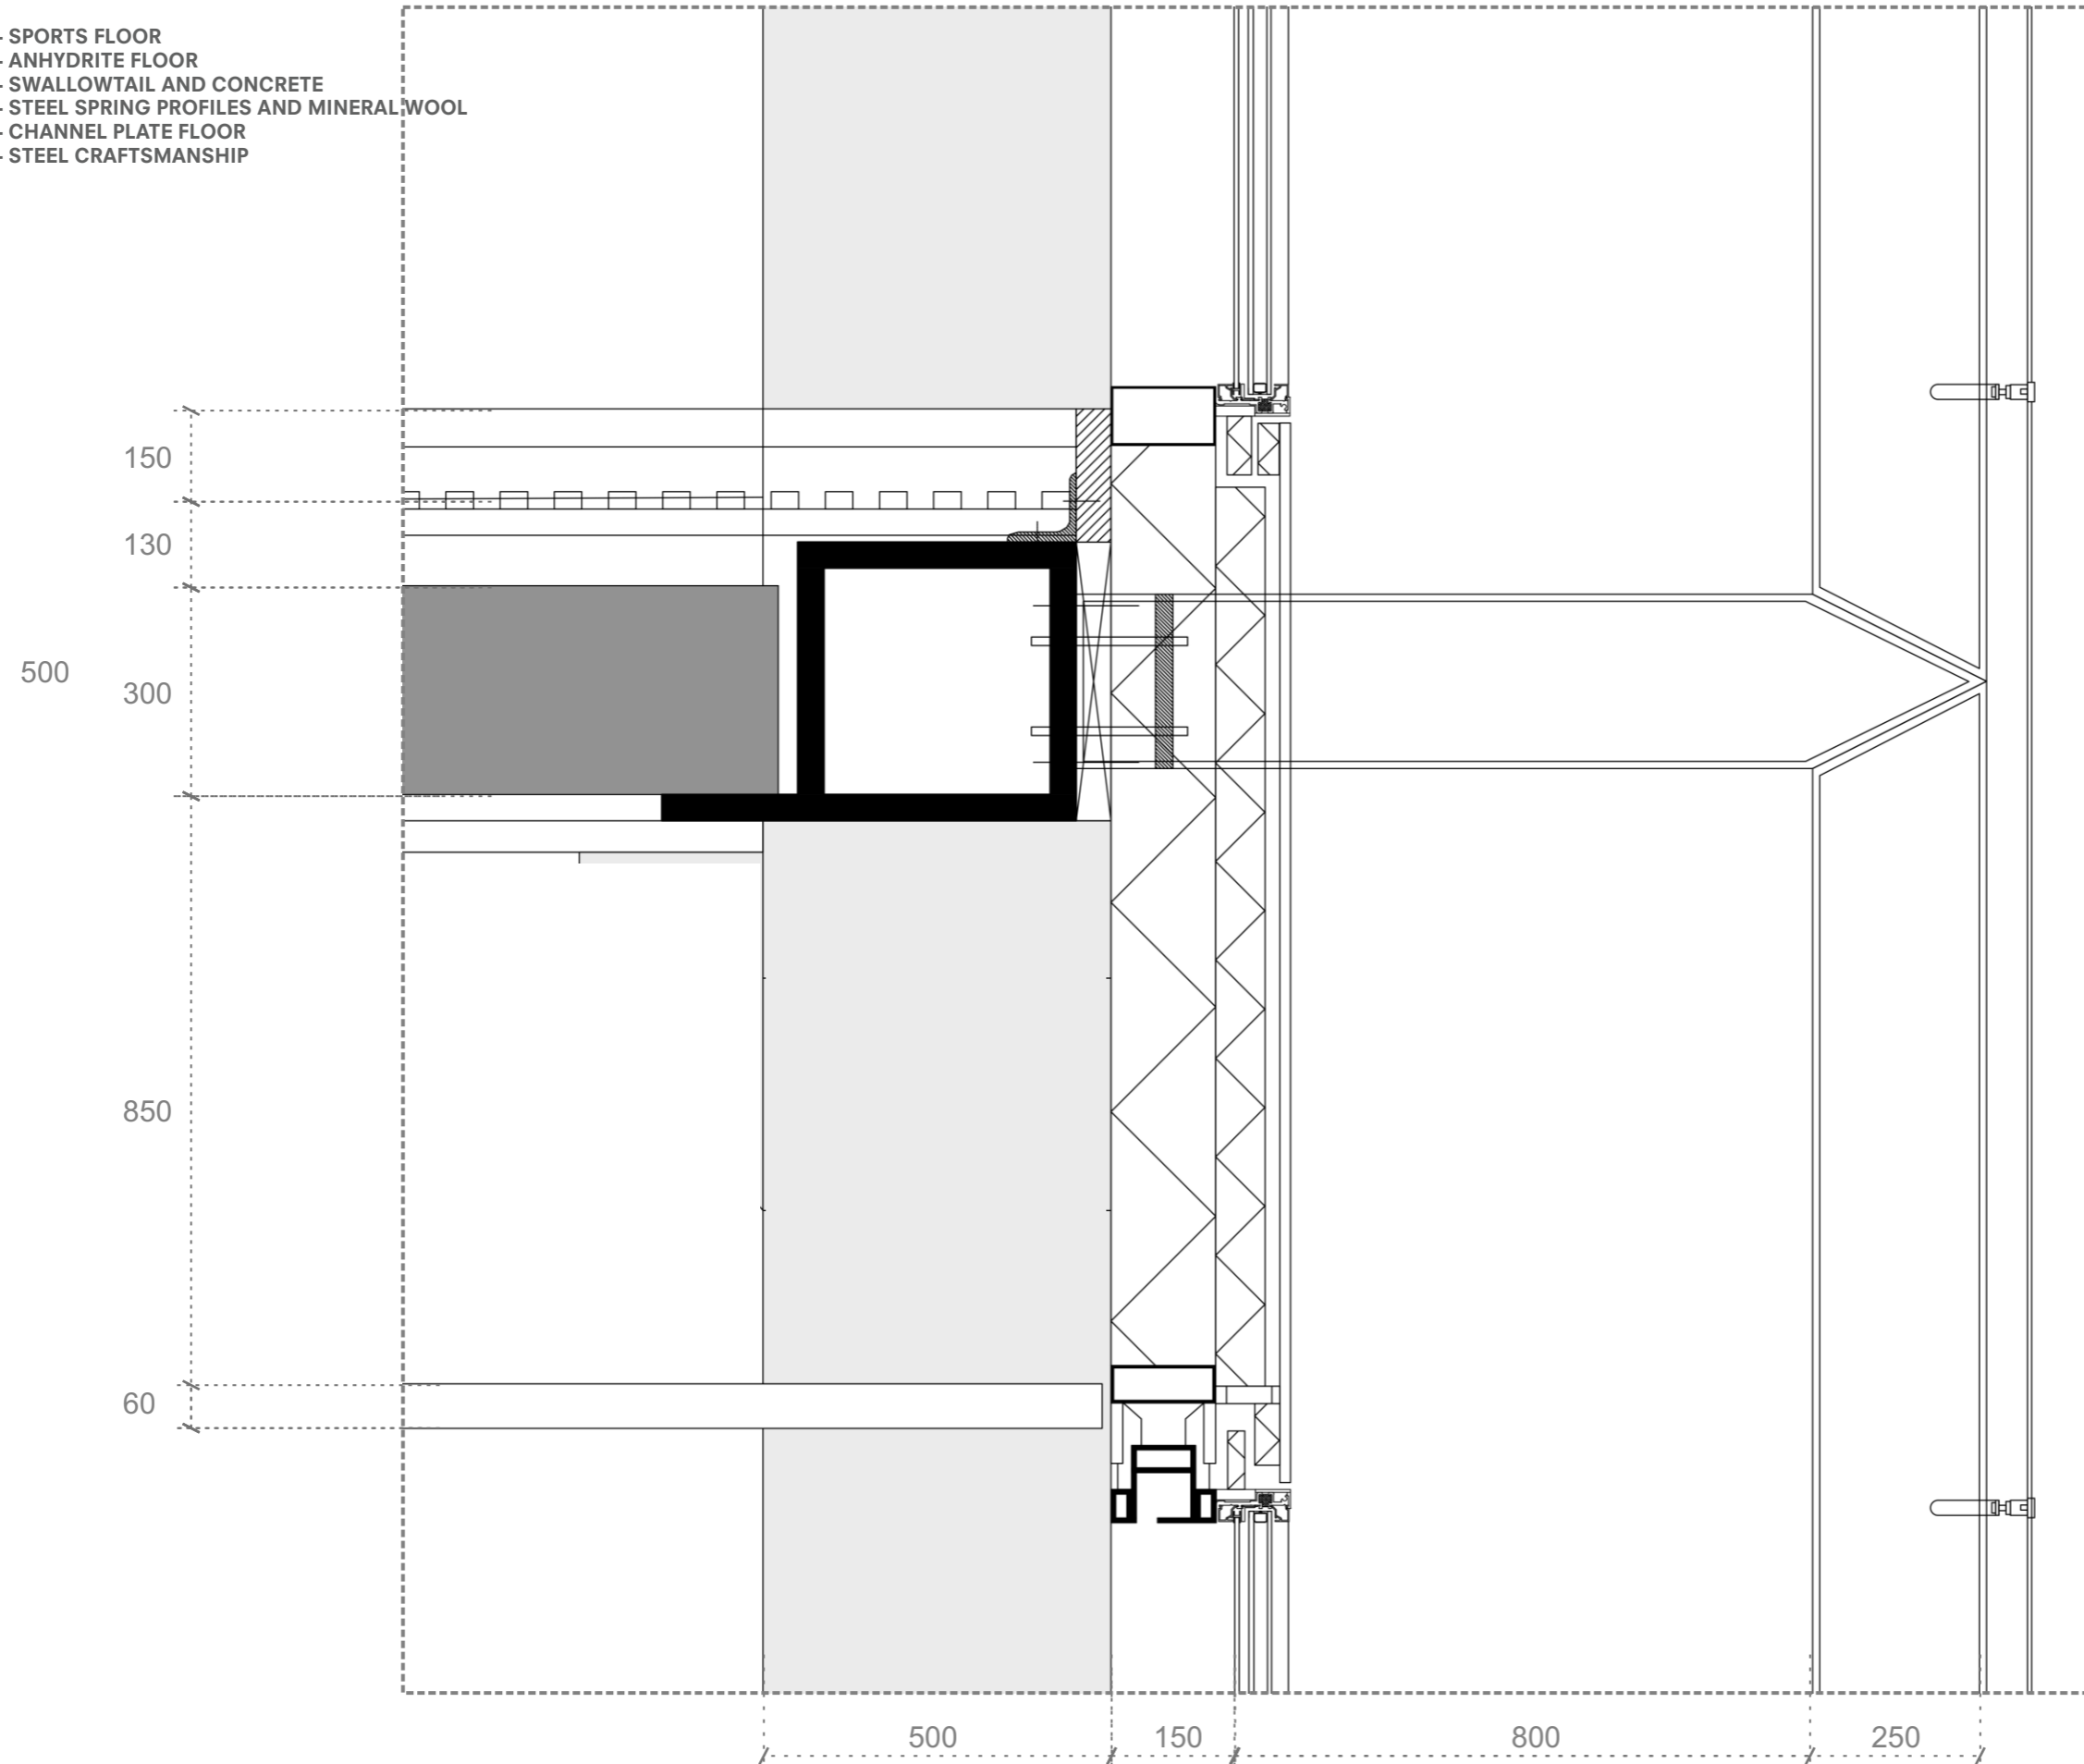 - SPORTS FLOOR
- ANHYDRITE FLOOR
- SWALLOWTAIL AND CONCRETE
- STEEL SPRING PROFILES AND MINERAL WOOL
- CHANNEL PLATE FLOOR
- STEEL CRAFTSMANSHIP
150
130
500
300
850
60
500
150
800
250